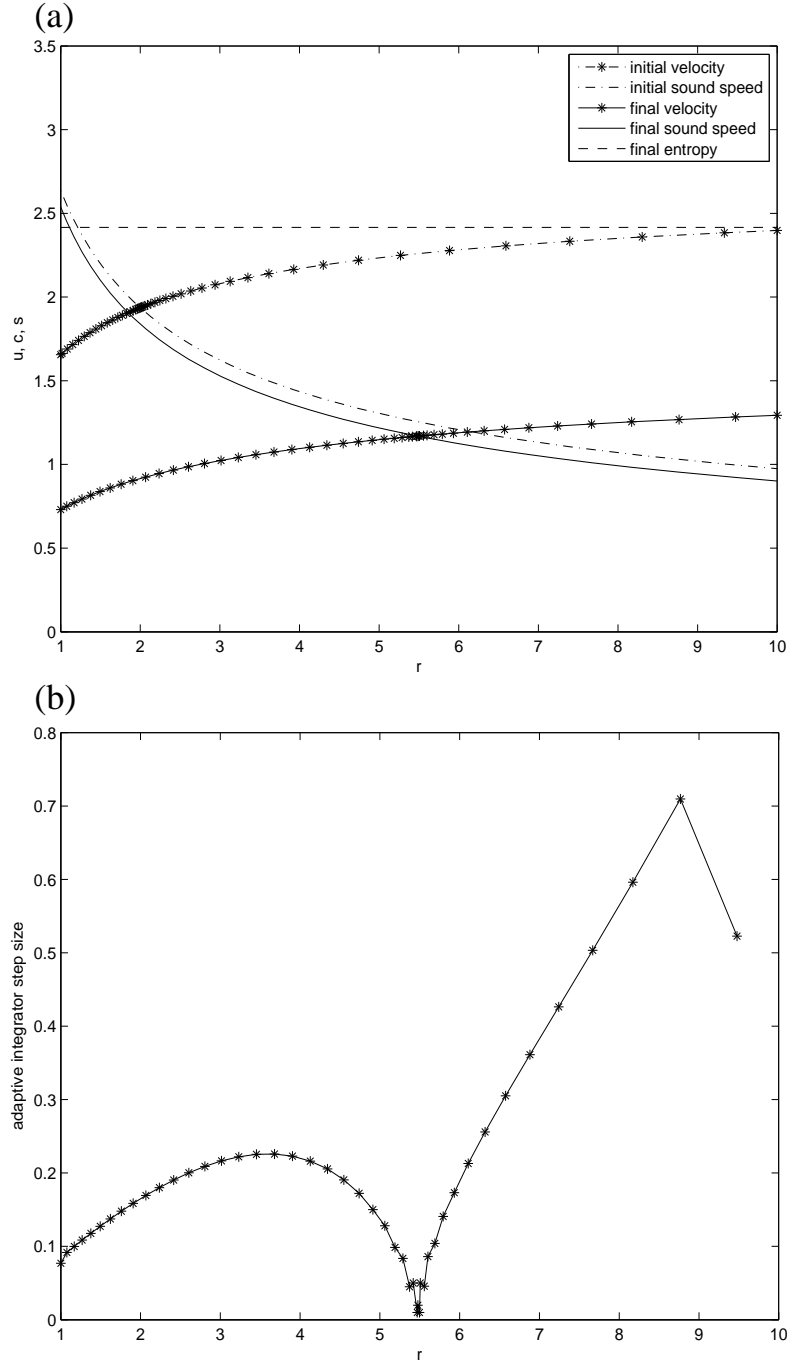 (a)
3.5
3
2.5
2
1.5
1
0.5
0
u, c, s
initial velocity
initial sound speed
final velocity
final sound speed
final entropy
1 2 3 4 5 6 7 8 9 10
r
(b)
0.8
0.7
0.6
0.5
0.4
0.3
0.2
0.1
0
adaptive integrator step size
1 2 3 4 5 6 7 8 9 10
r